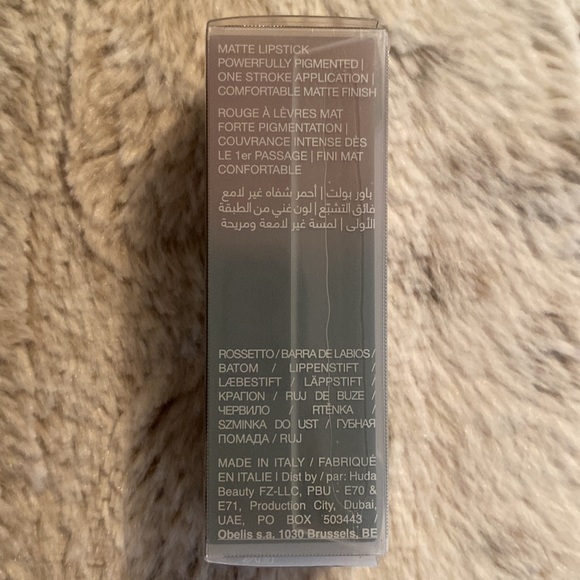 MATTE LIPSTICK
POWERFULLY PIGMENTED |
ONE STROKE APPLICATION |
COMFORTABLE MATTE FINISH
ROUGE À LÈVRES MAT
FORTE PIGMENTATION |
COUVRANCE INTENSE DÈS
LE 1er PASSAGE | FINI MAT
CONFORTABLE
باور بوليت | أحمر شفاه غير لامع
فائق التشبّع | لون غني من الطبقة
الأولى | لمسة غير لامعة ومريحة
ROSSETTO / BARRA DE LABIOS /
BATOM / LIPPENSTIFT /
LÆBESTIFT / LÄPPSTIFT /
ΚΡΑΓΙΟΝ / RUJ DE BUZE /
ЧЕРВИЛО / RTĚNKA /
SZMINKA DO UST / ГУБНАЯ
ПОМАДА / RUJ
MADE IN ITALY / FABRIQUÉ
EN ITALIE | Dist by / par: Huda
Beauty FZ-LLC, PBU - E70 &
E71, Production City, Dubai,
UAE, PO BOX 503443 /
Obelis s.a. 1030 Brussels, BE